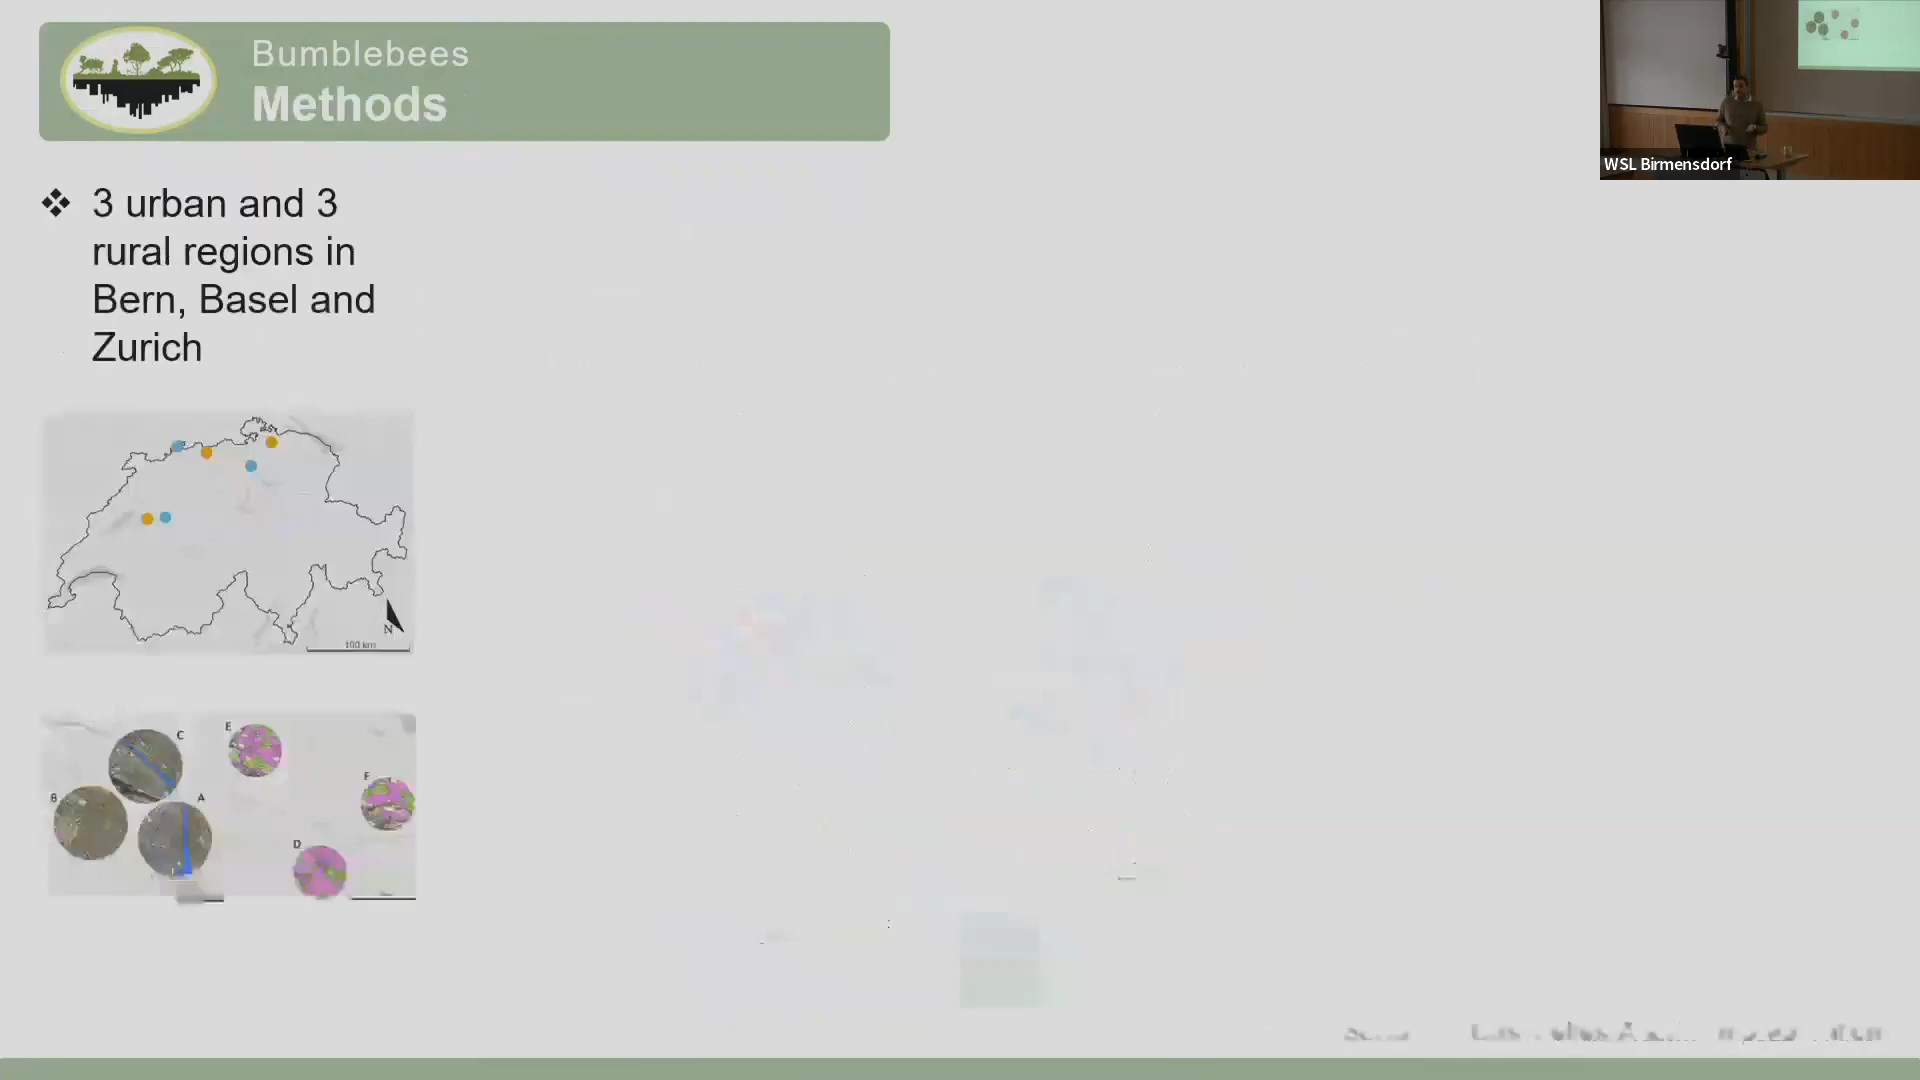 Bumblebees
Methods
WSL Birmensdorf
3 urban and 3
rural regions in
Bern, Basel and
Zurich
N
100 km
C
E
B
A
F
D